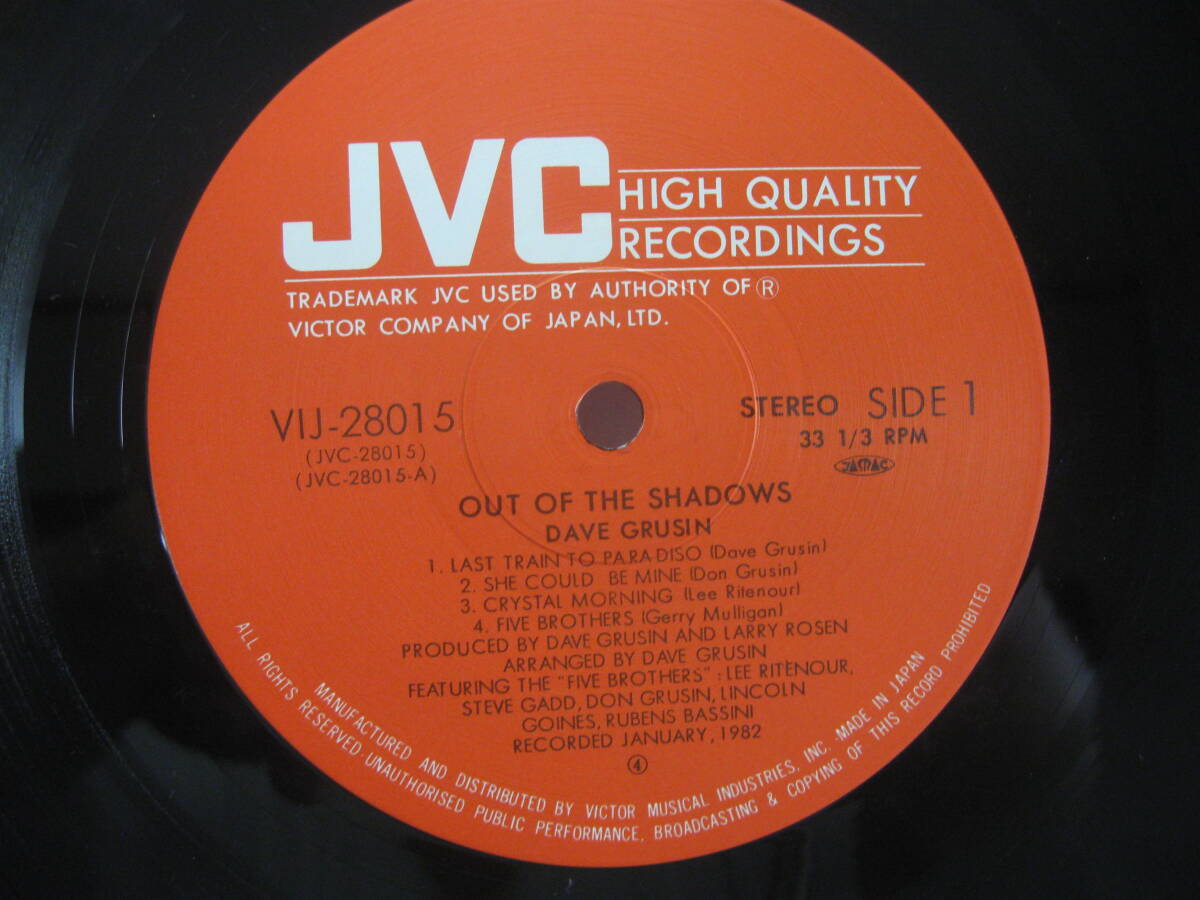 JVC
HIGH QUALITY
RECORDINGS
TRADEMARK JVC USED BY AUTHORITY OF Ⓡ
VICTOR COMPANY OF JAPAN, LTD.
VIJ-28015
(JVC-28015)
(JVC-28015-A)
STEREO SIDE 1
33 1/3 RPM
JASRAC
OUT OF THE SHADOWS
DAVE GRUSIN
1. LAST TRAIN TO PARADISO (Dave Grusin)
2. SHE COULD BE MINE (Don Grusin)
3. CRYSTAL MORNING (Lee Ritenour)
4. FIVE BROTHERS (Gerry Mulligan)
PRODUCED BY DAVE GRUSIN AND LARRY ROSEN
ARRANGED BY DAVE GRUSIN
FEATURING THE "FIVE BROTHERS" : LEE RITENOUR,
STEVE GADD, DON GRUSIN, LINCOLN
GOINES, RUBENS BASSINI
RECORDED JANUARY, 1982
④
MANUFACTURED AND DISTRIBUTED BY VICTOR MUSICAL INDUSTRIES, INC. MADE IN JAPAN
ALL RIGHTS RESERVED·UNAUTHORISED PUBLIC PERFORMANCE, BROADCASTING & COPYING OF THIS RECORD PROHIBITED